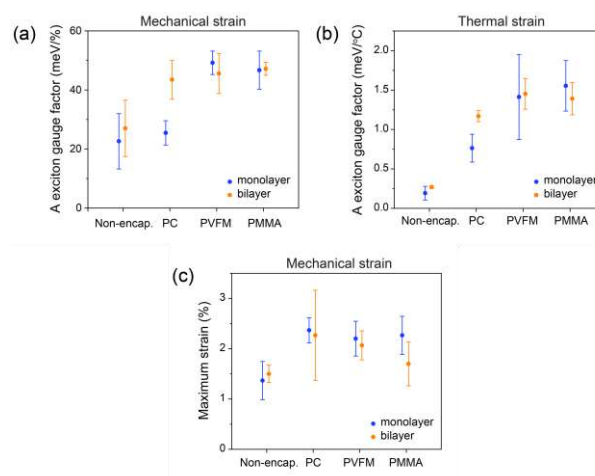 (a)
Mechanical strain
A exciton gauge factor (meV/%)
60
40
20
0
monolayer
bilayer
Non-encap. PC PVFM PMMA
(b)
Thermal strain
A exciton gauge factor (meV/°C)
2.0
1.5
1.0
0.5
0.0
monolayer
bilayer
Non-encap. PC PVFM PMMA
(c)
Mechanical strain
Maximum strain (%)
3
2
1
0
monolayer
bilayer
Non-encap. PC PVFM PMMA